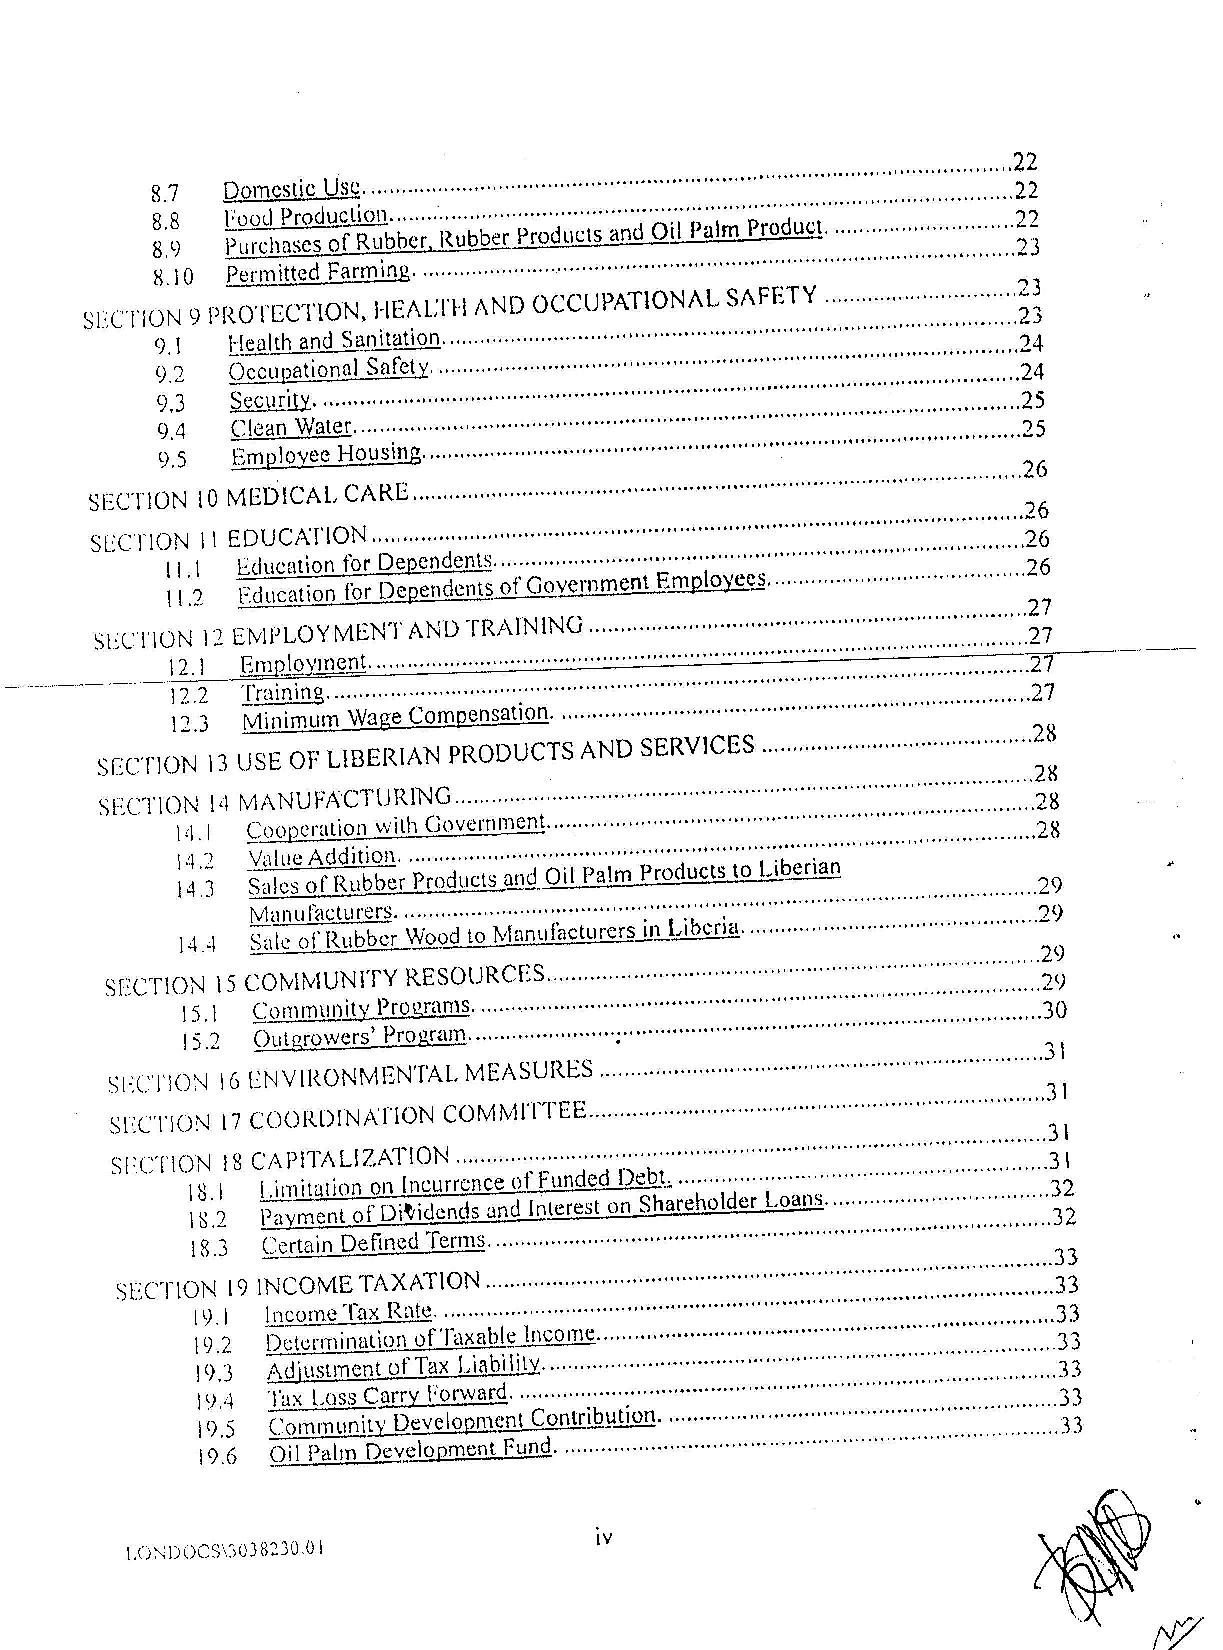 8.7 Domestic Use. ....................22
8.8 Food Production. ....................22
8.9 Purchases of Rubber, Rubber Products and Oil Palm Product. ....................22
8.10 Permitted Farming. ....................23
SECTION 9 PROTECTION, HEALTH AND OCCUPATIONAL SAFETY ....................23
9.1 Health and Sanitation. ....................23
9.2 Occupational Safety. ....................24
9.3 Security. ....................24
9.4 Clean Water. ....................25
9.5 Employee Housing. ....................25
SECTION 10 MEDICAL CARE ....................26
SECTION 11 EDUCATION ....................26
11.1 Education for Dependents. ....................26
11.2 Education for Dependents of Government Employees. ....................26
SECTION 12 EMPLOYMENT AND TRAINING ....................27
12.1 Employment. ....................27
12.2 Training. ....................27
12.3 Minimum Wage Compensation. ....................27
SECTION 13 USE OF LIBERIAN PRODUCTS AND SERVICES ....................28
SECTION 14 MANUFACTURING ....................28
14.1 Cooperation with Government. ....................28
14.2 Value Addition. ....................28
14.3 Sales of Rubber Products and Oil Palm Products to Liberian
Manufacturers. ....................29
14.4 Sale of Rubber Wood to Manufacturers in Liberia. ....................29
SECTION 15 COMMUNITY RESOURCES ....................29
15.1 Community Programs. ....................29
15.2 Outgrowers' Program. ....................30
SECTION 16 ENVIRONMENTAL MEASURES ....................31
SECTION 17 COORDINATION COMMITTEE ....................31
SECTION 18 CAPITALIZATION ....................31
18.1 Limitation on Incurrence of Funded Debt. ....................31
18.2 Payment of Dividends and Interest on Shareholder Loans. ....................32
18.3 Certain Defined Terms. ....................32
SECTION 19 INCOME TAXATION ....................33
19.1 Income Tax Rate. ....................33
19.2 Determination of Taxable Income. ....................33
19.3 Adjustment of Tax Liability. ....................33
19.4 Tax Loss Carry Forward. ....................33
19.5 Community Development Contribution. ....................33
19.6 Oil Palm Development Fund. ....................33
iv
LONDOCS\3038230.01